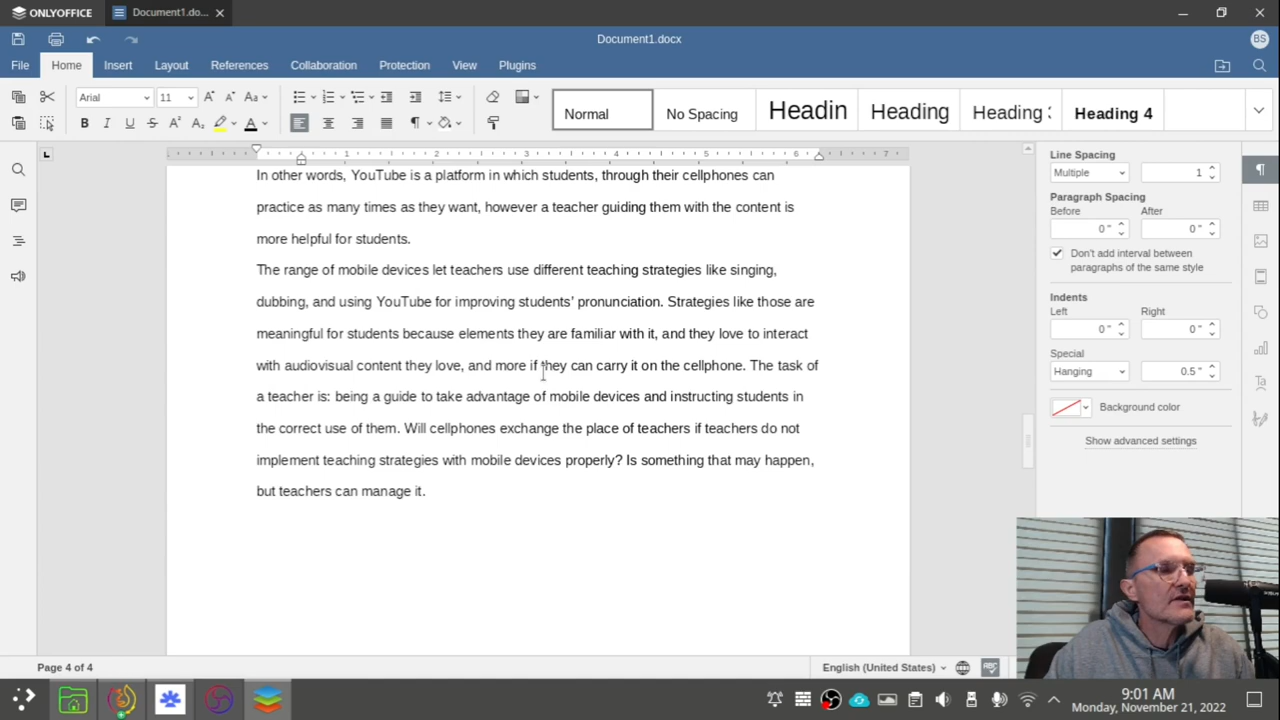 ONLYOFFICE
Document1.do...
Document1.docx
BS
File Home Insert Layout References Collaboration Protection View Plugins
Arial 11
Normal No Spacing Headin Heading Heading Heading 4
1 2 3 4 5 6 7
In other words, YouTube is a platform in which students, through their cellphones can
practice as many times as they want, however a teacher guiding them with the content is
more helpful for students.
The range of mobile devices let teachers use different teaching strategies like singing,
dubbing, and using YouTube for improving students' pronunciation. Strategies like those are
meaningful for students because elements they are familiar with it, and they love to interact
with audiovisual content they love, and more if they can carry it on the cellphone. The task of
a teacher is: being a guide to take advantage of mobile devices and instructing students in
the correct use of them. Will cellphones exchange the place of teachers if teachers do not
implement teaching strategies with mobile devices properly? Is something that may happen,
but teachers can manage it.
Line Spacing
Multiple 1
Paragraph Spacing
Before After
0 " 0 "
Don't add interval between
paragraphs of the same style
Indents
Left Right
0 " 0 "
Special
Hanging 0.5 "
Background color
Show advanced settings
Page 4 of 4
English (United States)
9:01 AM
Monday, November 21, 2022